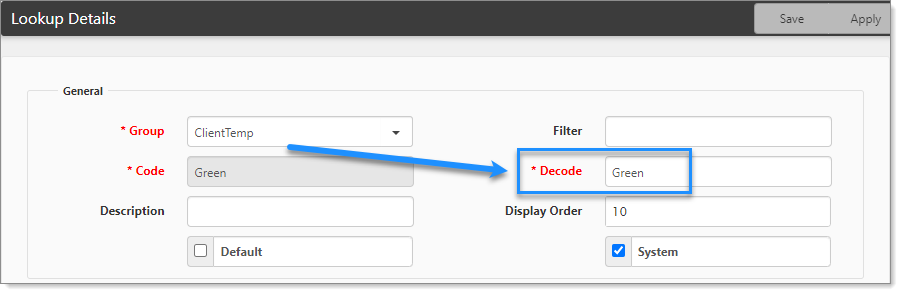 Lookup Details
Save Apply
General
* Group ClientTemp Filter
* Code Green * Decode Green
Description Display Order 10
Default System